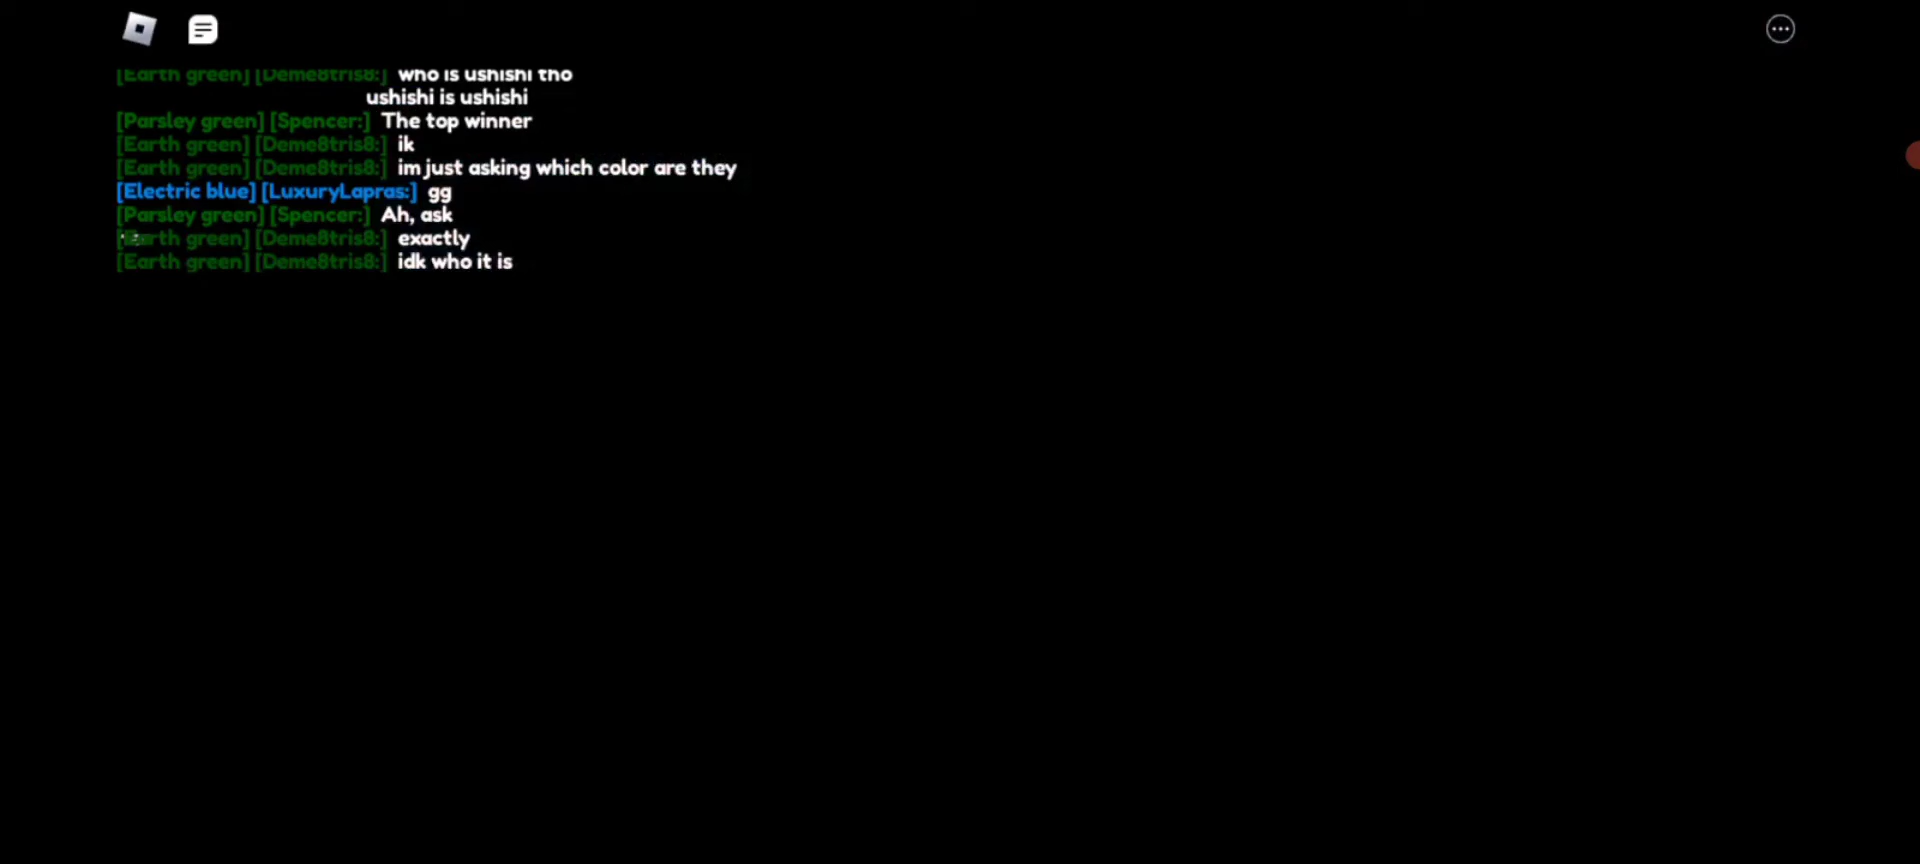 [Earth green] [Deme8tris8:] who is ushishi tho
ushishi is ushishi
[Parsley green] [Spencer:] The top winner
[Earth green] [Deme8tris8:] ik
[Earth green] [Deme8tris8:] im just asking which color are they
[Electric blue] [LuxuryLapras:] gg
[Parsley green] [Spencer:] Ah, ask
[Earth green] [Deme8tris8:] exactly
[Earth green] [Deme8tris8:] idk who it is